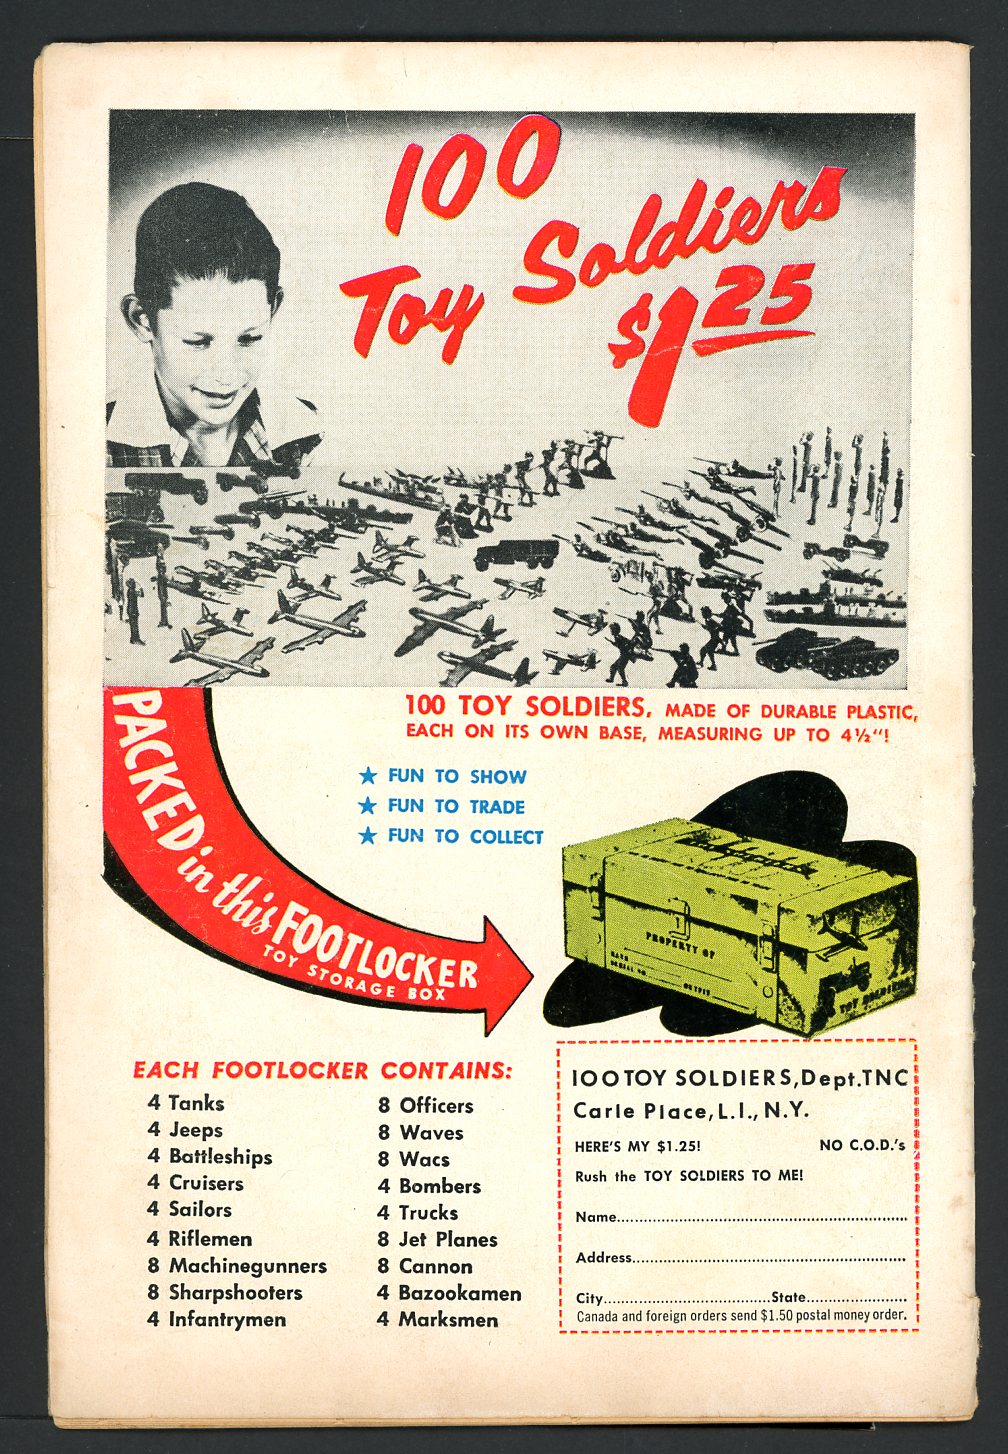 100
Toy Soldiers
$1.25
100 TOY SOLDIERS, MADE OF DURABLE PLASTIC,
EACH ON ITS OWN BASE, MEASURING UP TO 4½"!
★ FUN TO SHOW
★ FUN TO TRADE
★ FUN TO COLLECT
PACKED in this FOOTLOCKER
TOY STORAGE BOX
PROPERTY OF
TOY SOLDIERS
EACH FOOTLOCKER CONTAINS:
4 Tanks
4 Jeeps
4 Battleships
4 Cruisers
4 Sailors
4 Riflemen
8 Machinegunners
8 Sharpshooters
4 Infantrymen
8 Officers
8 Waves
8 Wacs
4 Bombers
4 Trucks
8 Jet Planes
8 Cannon
4 Bazookamen
4 Marksmen
100 TOY SOLDIERS, Dept. TNC
Carle Place, L.I., N.Y.
HERE'S MY $1.25! NO C.O.D.'s
Rush the TOY SOLDIERS TO ME!
Name
Address
City State
Canada and foreign orders send $1.50 postal money order.